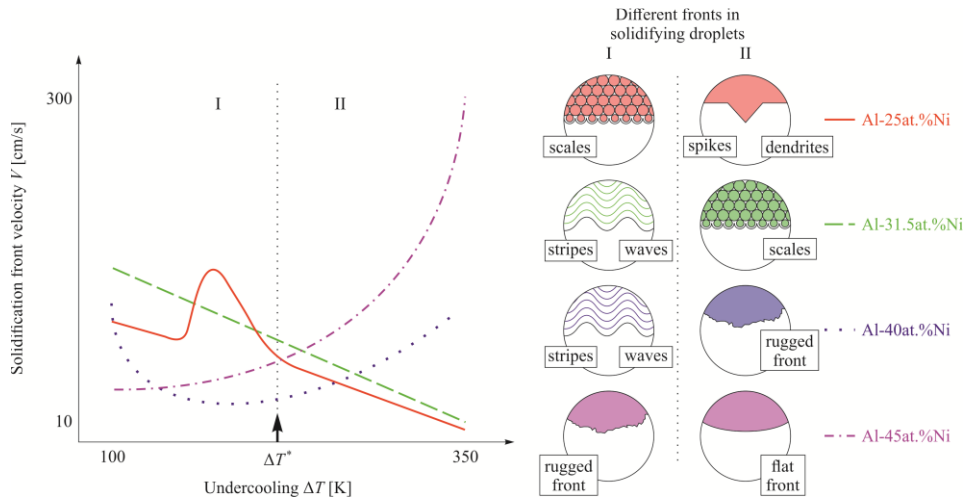 Different fronts in
solidifying droplets
I
II
300
I
II
Al-25at.%Ni
scales
spikes
dendrites
Solidification front velocity V [cm/s]
Al-31.5at.%Ni
stripes
waves
scales
Al-40at.%Ni
stripes
waves
rugged
front
10
Al-45at.%Ni
100
ΔT*
350
rugged
front
flat
front
Undercooling ΔT [K]